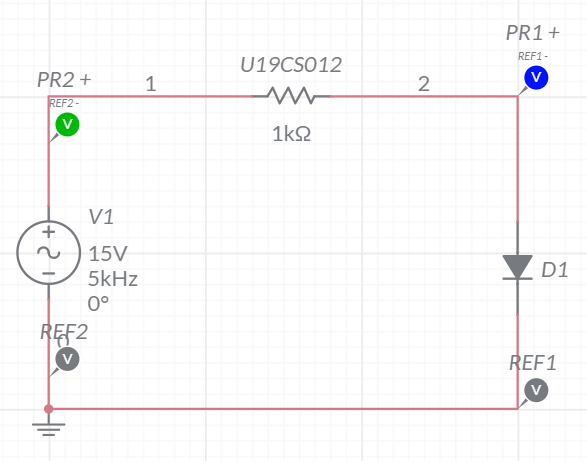 PR1 +
REF1 -
V
U19CS012
PR2 +
REF2 -
V
1
2
1kΩ
V1
15V
5kHz
0°
D1
REF2
0
V
REF1
V